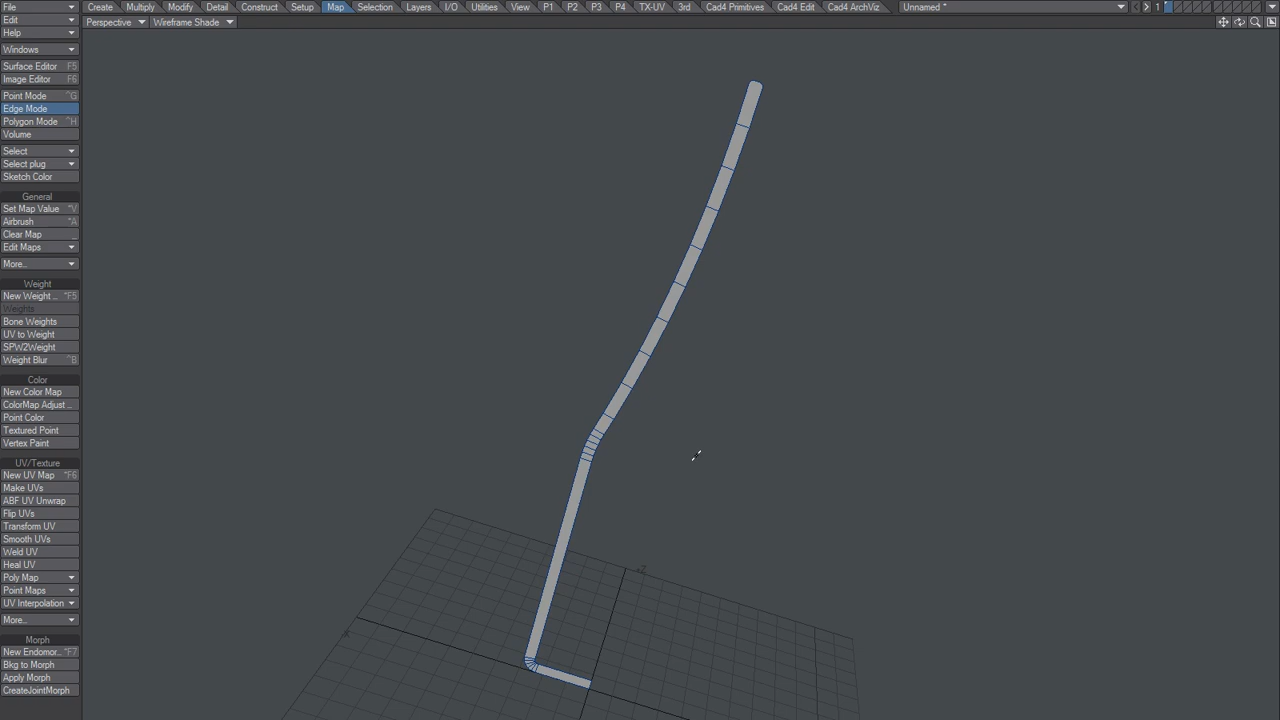 File
Create
Multiply
Modify
Detail
Construct
Setup
Map
Selection
Layers
I/O
Utilities
View
P1
P2
P3
P4
TX-UV
3rd
Cad4 Primitives
Cad4 Edit
Cad4 ArchViz
Unnamed *
1
Edit
Perspective
Wireframe Shade
Help
Windows
Surface Editor F5
Image Editor F6
Point Mode ^G
Edge Mode
Polygon Mode ^H
Volume
Select
Select plug
Sketch Color
General
Set Map Value ^V
Airbrush ^A
Clear Map _
Edit Maps
More...
Weight
New Weight ... ^F5
Weights
Bone Weights
UV to Weight
SPW2Weight
Weight Blur ^B
Color
New Color Map
ColorMap Adjust ...
Point Color
Textured Point
Vertex Paint
UV/Texture
New UV Map ^F6
Make UVs
ABF UV Unwrap
Flip UVs
Transform UV
Smooth UVs
Weld UV
Heal UV
Poly Map
Point Maps
UV Interpolation
More...
Morph
New Endomor... ^F7
Bkg to Morph
Apply Morph
CreateJointMorph